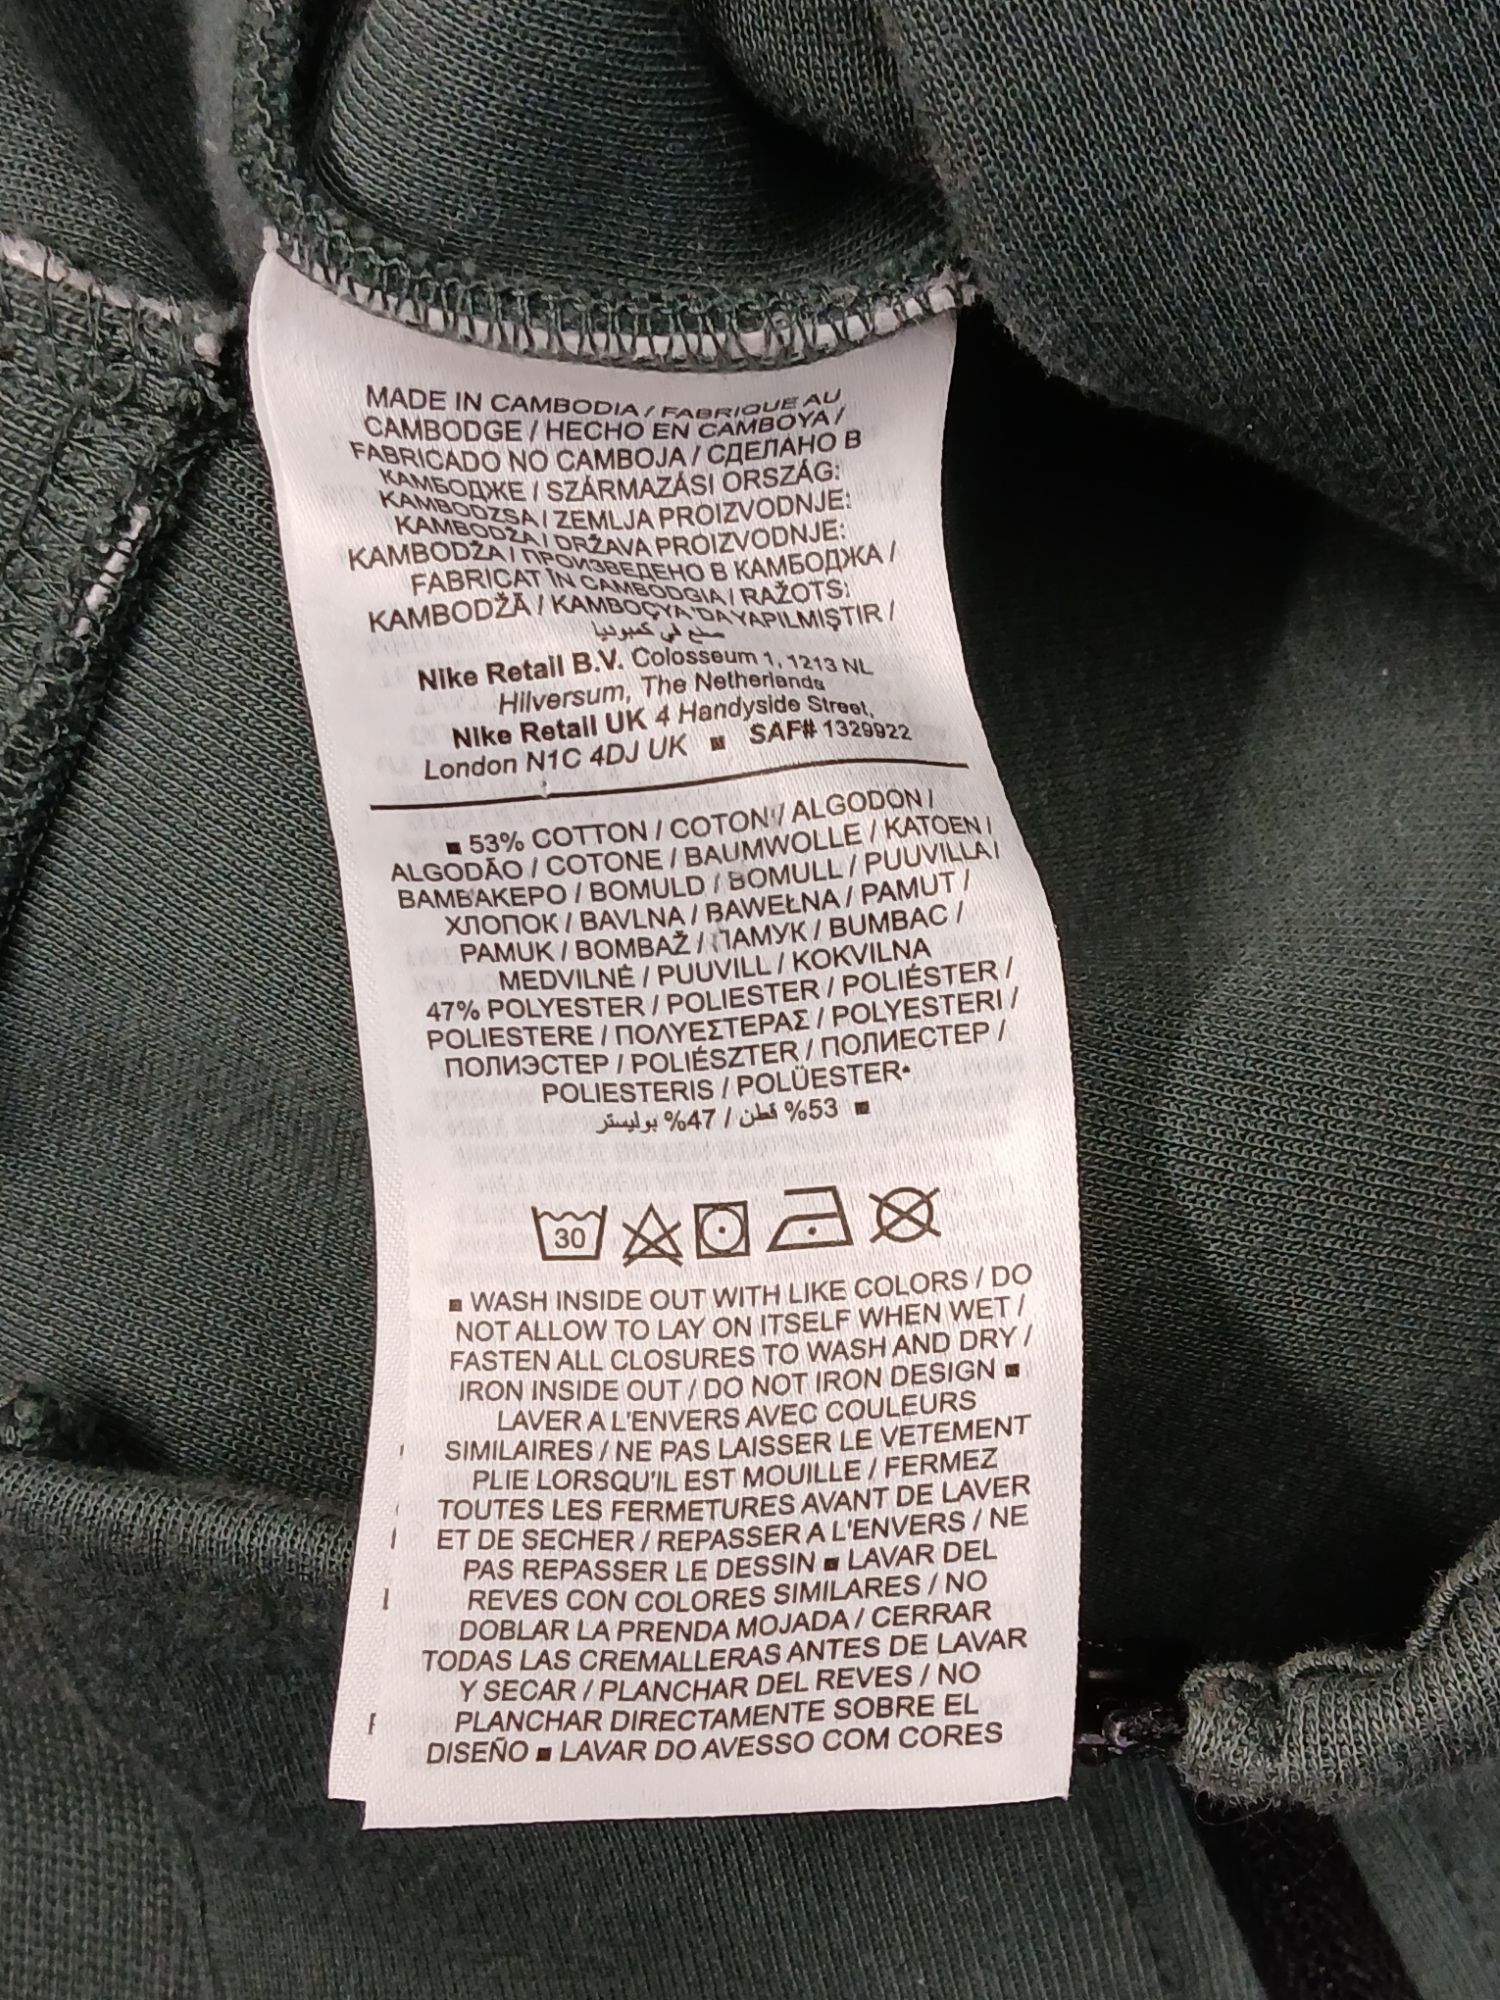 MADE IN CAMBODIA / FABRIQUE AU
CAMBODGE / HECHO EN CAMBOYA /
FABRICADO NO CAMBOJA / СДЕЛАНО В
КАМБОДЖЕ / SZÁRMAZÁSI ORSZÁG:
KAMBODZSA / ZEMLJA PROIZVODNJE:
KAMBODŽA / DRŽAVA PROIZVODNJE:
KAMBODŽA / ПРОИЗВЕДЕНО В КАМБОДЖА /
FABRICAT ÎN CAMBODGIA / RAŽOTS:
KAMBODŽĀ / KAMBOÇYA'DA YAPILMIŞTIR /
صنع في كمبوديا
Nike Retail B.V. Colosseum 1, 1213 NL
Hilversum, The Netherlands
Nike Retail UK 4 Handyside Street,
London N1C 4DJ UK ■ SAF# 1329922
■ 53% COTTON / COTON / ALGODON /
ALGODÃO / COTONE / BAUMWOLLE / KATOEN /
ΒΑΜΒΑΚΕΡΟ / BOMULD / BOMULL / PUUVILLA /
ХЛОПОК / BAVLNA / BAWEŁNA / PAMUT /
PAMUK / BOMBAŽ / ПАМУК / BUMBAC /
MEDVILNĖ / PUUVILL / KOKVILNA
47% POLYESTER / POLIESTER / POLIÉSTER /
POLIESTERE / ΠΟΛΥΕΣΤΕΡΑΣ / POLYESTERI /
ПОЛИЭСТЕР / POLIÉSZTER / ПОЛИЕСТЕР /
POLIESTERIS / POLÜESTER
■ 53% قطن / 47% بوليستر
30
■ WASH INSIDE OUT WITH LIKE COLORS / DO
NOT ALLOW TO LAY ON ITSELF WHEN WET /
FASTEN ALL CLOSURES TO WASH AND DRY /
IRON INSIDE OUT / DO NOT IRON DESIGN ■
LAVER A L'ENVERS AVEC COULEURS
SIMILAIRES / NE PAS LAISSER LE VETEMENT
PLIE LORSQU'IL EST MOUILLE / FERMEZ
TOUTES LES FERMETURES AVANT DE LAVER
ET DE SECHER / REPASSER A L'ENVERS / NE
PAS REPASSER LE DESSIN ■ LAVAR DEL
REVES CON COLORES SIMILARES / NO
DOBLAR LA PRENDA MOJADA / CERRAR
TODAS LAS CREMALLERAS ANTES DE LAVAR
Y SECAR / PLANCHAR DEL REVES / NO
PLANCHAR DIRECTAMENTE SOBRE EL
DISEÑO ■ LAVAR DO AVESSO COM CORES